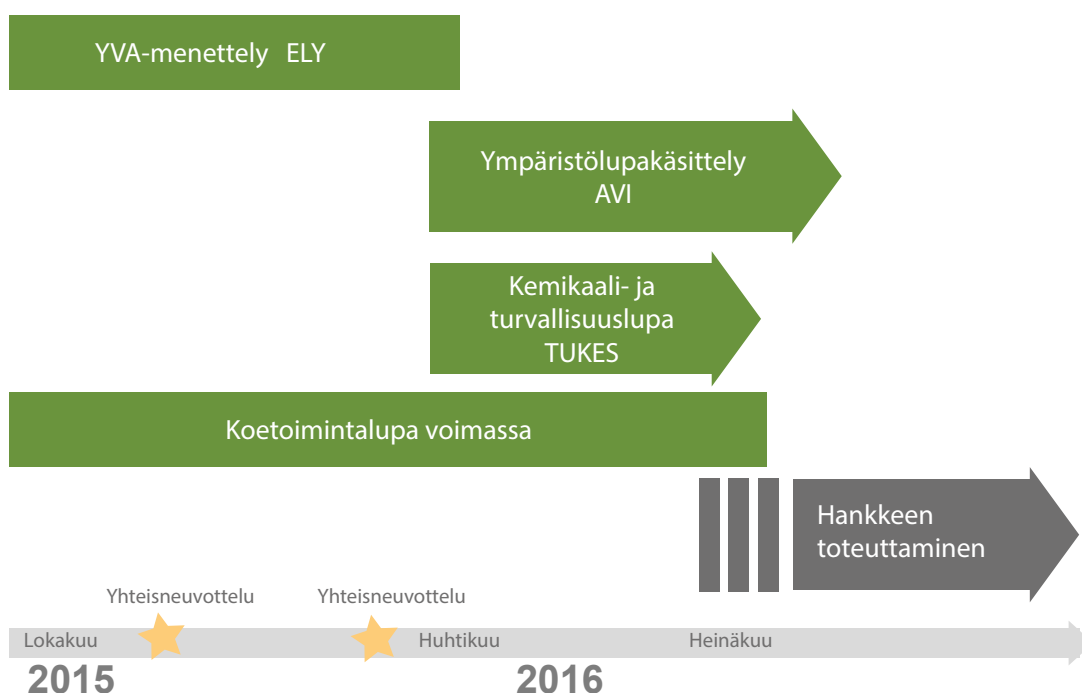 YVA-menettely ELY
Ympäristölupakäsittely
AVI
Kemikaali- ja
turvallisuuslupa
TUKES
Koetoimintalupa voimassa
Hankkeen
toteuttaminen
Yhteisneuvottelu Yhteisneuvottelu
Lokakuu Huhtikuu Heinäkuu
2015 2016